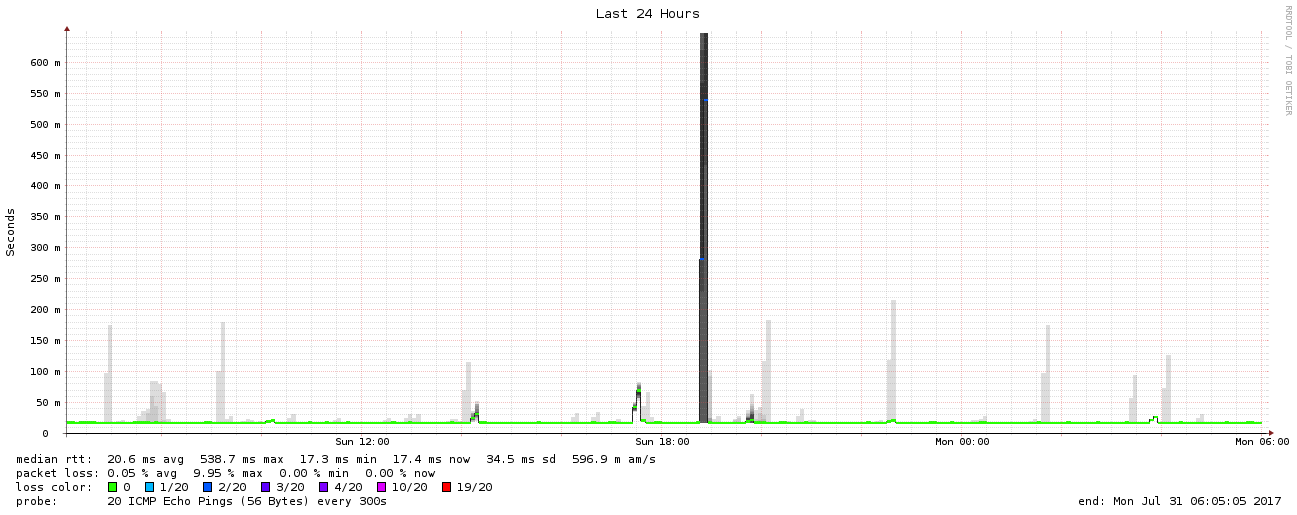 Last 24 Hours
RRDTOOL / TOBI OETIKER
Seconds
600 m
550 m
500 m
450 m
400 m
350 m
300 m
250 m
200 m
150 m
100 m
50 m
0
Sun 12:00 Sun 18:00 Mon 00:00 Mon 06:00
median rtt: 20.6 ms avg 538.7 ms max 17.3 ms min 17.4 ms now 34.5 ms sd 596.9 m am/s
packet loss: 0.05 % avg 9.95 % max 0.00 % min 0.00 % now
loss color: 0 1/20 2/20 3/20 4/20 10/20 19/20
probe: 20 ICMP Echo Pings (56 Bytes) every 300s end: Mon Jul 31 06:05:05 2017